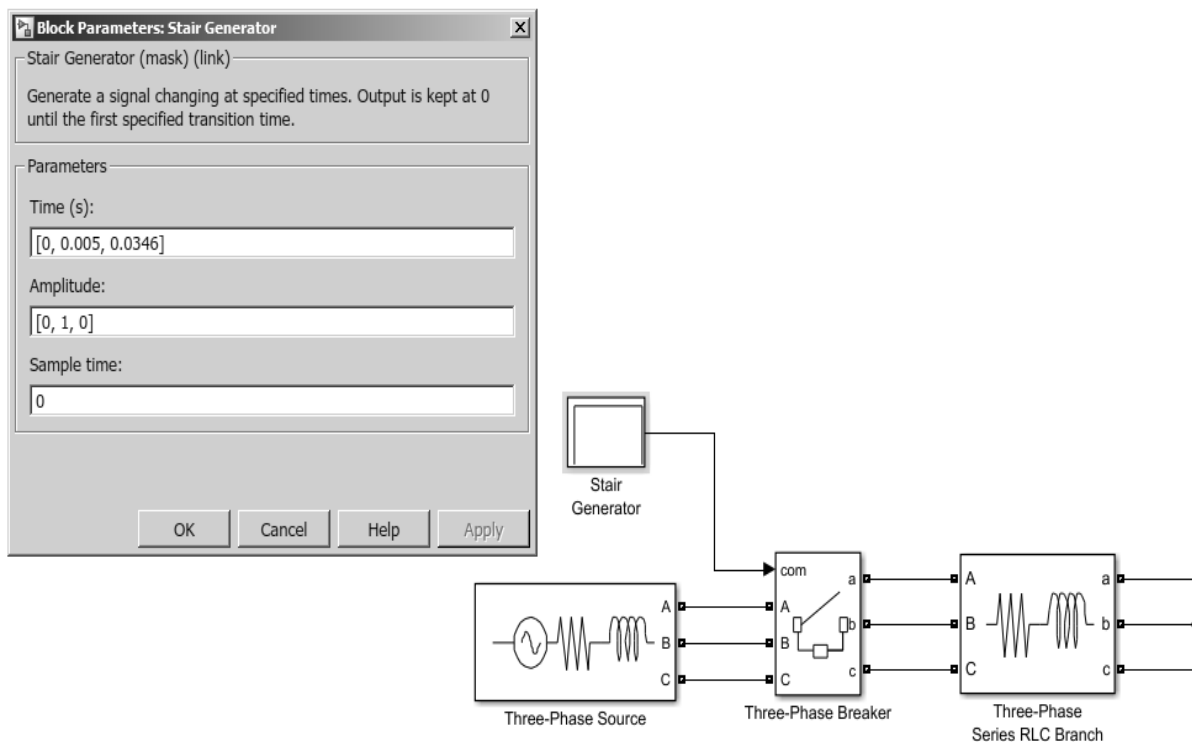 Block Parameters: Stair Generator
Stair Generator (mask) (link)
Generate a signal changing at specified times. Output is kept at 0
until the first specified transition time.
Parameters
Time (s):
[0, 0.005, 0.0346]
Amplitude:
[0, 1, 0]
Sample time:
0
OK
Cancel
Help
Apply
Stair
Generator
A
B
C
Three-Phase Source
com
A
B
C
a
b
c
Three-Phase Breaker
A
B
C
a
b
c
Three-Phase
Series RLC Branch